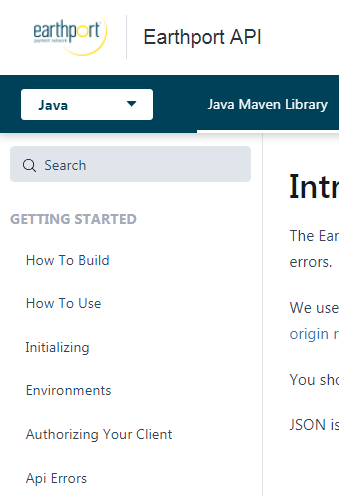 earthport
payment network
Earthport API
Java
Java Maven Library
Search
GETTING STARTED
How To Build
How To Use
Initializing
Environments
Authorizing Your Client
Api Errors
Intr
The Ear
errors.
We use
origin r
You sho
JSON is